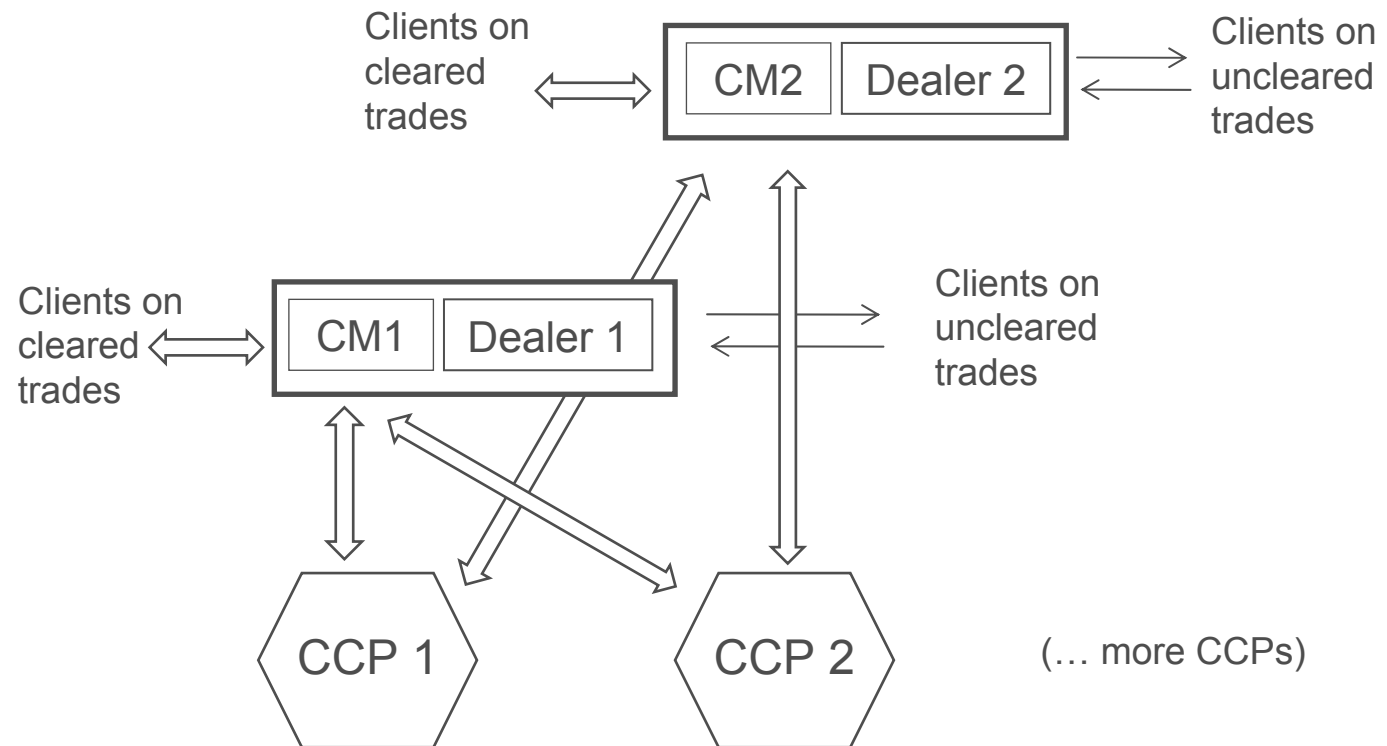 Clients on
cleared
trades
CM2
Dealer 2
Clients on
uncleared
trades
Clients on
cleared
trades
CM1
Dealer 1
Clients on
uncleared
trades
CCP 1
CCP 2
(… more CCPs)